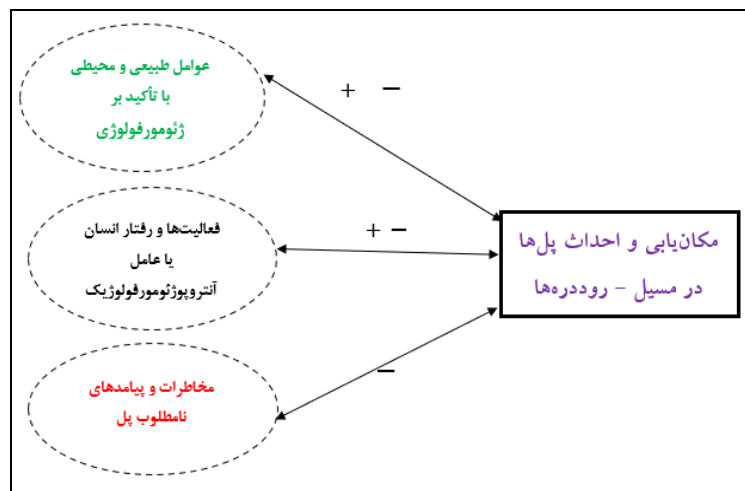 عوامل طبیعی و محیطی
با تأکید بر
ژئومورفولوژی
+ −
فعالیت‌ها و رفتار انسان
یا عامل
آنتروپوژئومورفولوژیک
+ −
مکان‌یابی و احداث پل‌ها
در مسیل – روددره‌ها
مخاطرات و پیامدهای
نامطلوب پل
−